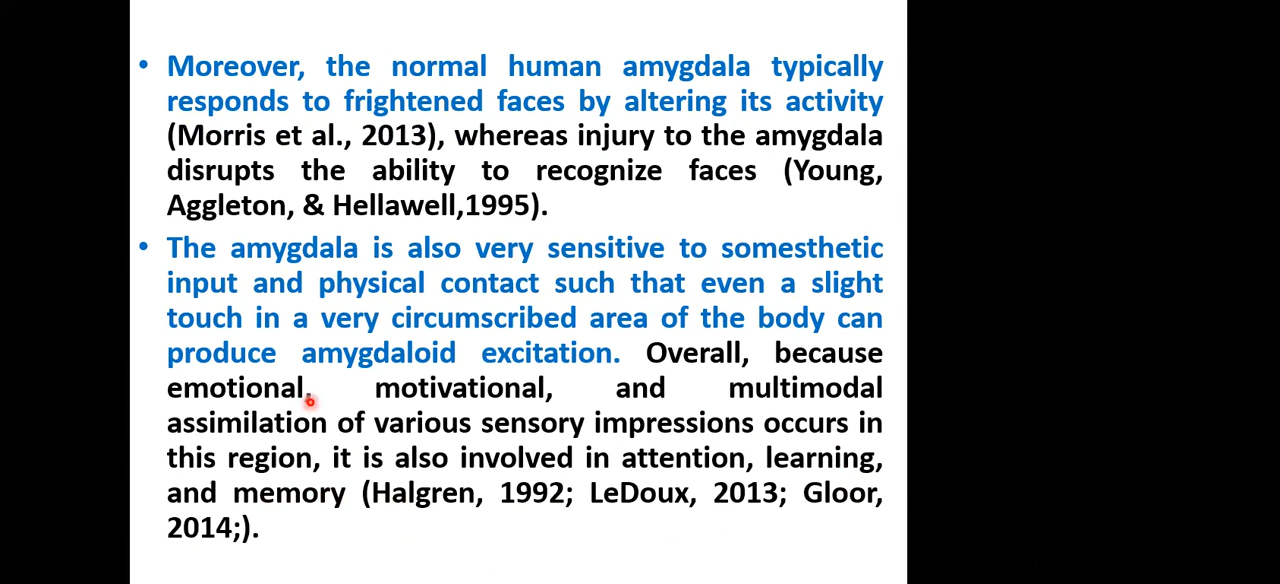 • Moreover, the normal human amygdala typically
responds to frightened faces by altering its activity
(Morris et al., 2013), whereas injury to the amygdala
disrupts the ability to recognize faces (Young,
Aggleton, & Hellawell,1995).
• The amygdala is also very sensitive to somesthetic
input and physical contact such that even a slight
touch in a very circumscribed area of the body can
produce amygdaloid excitation. Overall, because
emotional, motivational, and multimodal
assimilation of various sensory impressions occurs in
this region, it is also involved in attention, learning,
and memory (Halgren, 1992; LeDoux, 2013; Gloor,
2014;).